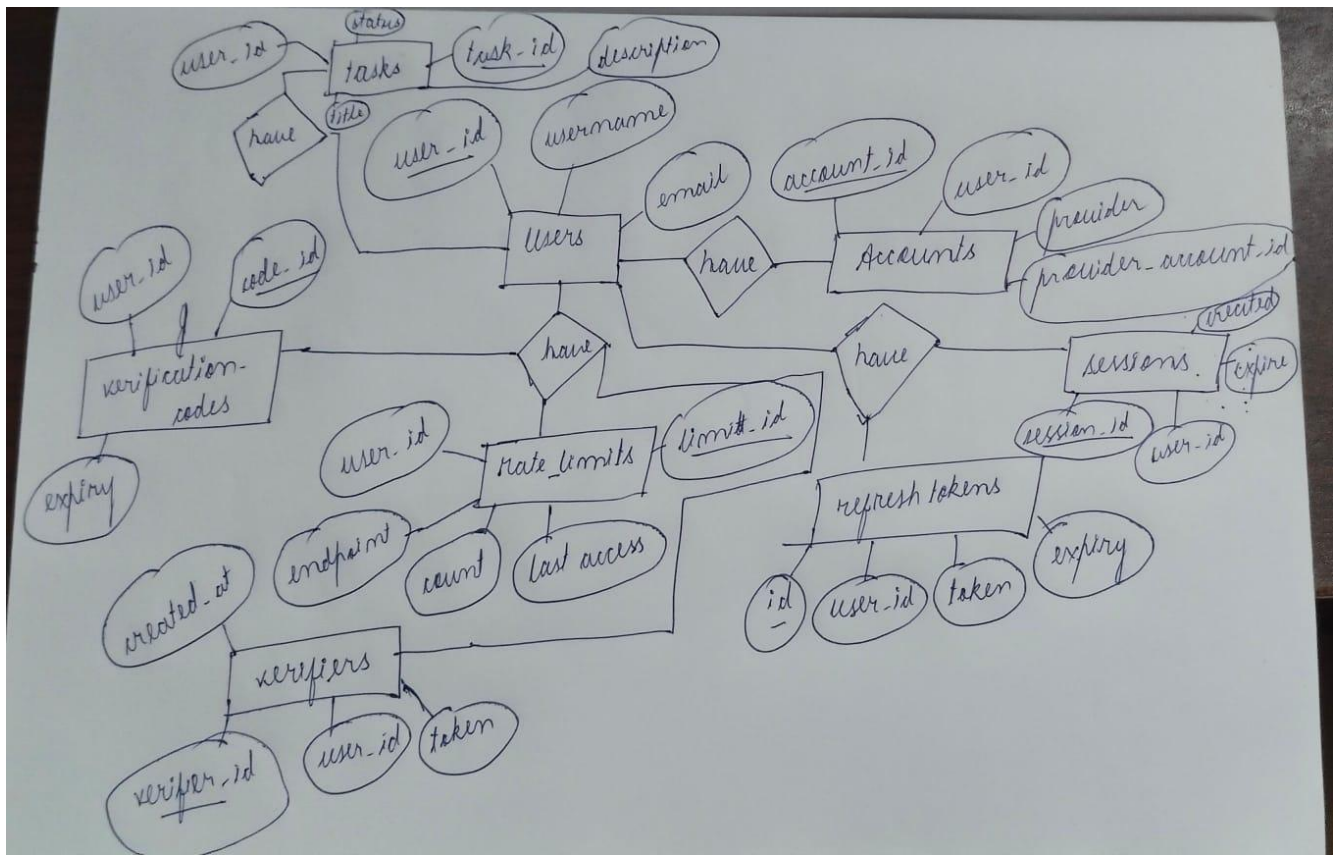 status
user_id
tasks
task_id
description
have
title
user_id
username
email
Users
have
account_id
user_id
provider
Accounts
provider_account_id
user_id
code_id
verification-
codes
expiry
have
have
created
sessions
expire
session_id
user_id
user_id
rate_limits
limit_id
endpoint
count
last access
refresh tokens
id
user_id
token
expiry
created_at
verifiers
verifier_id
user_id
token